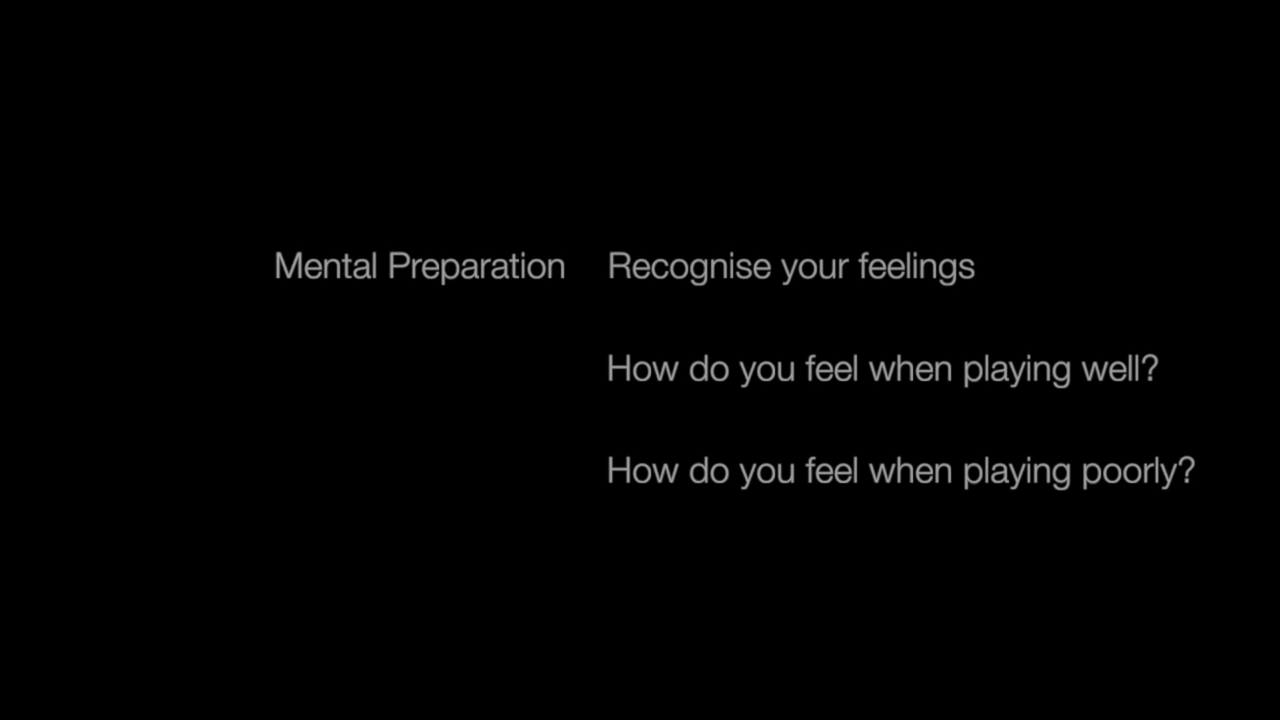 Mental Preparation Recognise your feelings
How do you feel when playing well?
How do you feel when playing poorly?